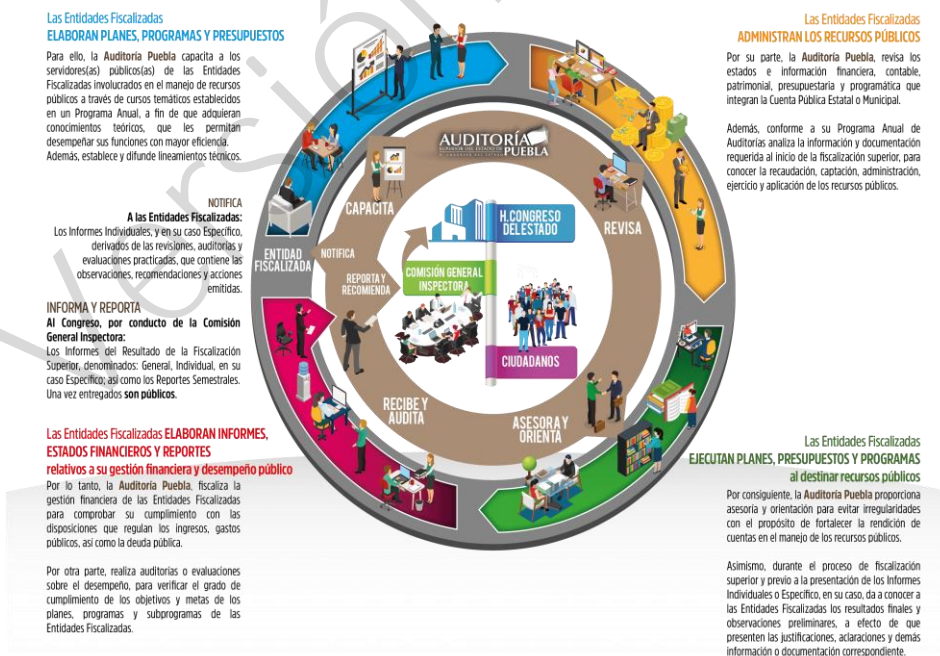 Las Entidades Fiscalizadas
ELABORAN PLANES, PROGRAMAS Y PRESUPUESTOS
Para ello, la Auditoría Puebla capacita a los
servidores(as) públicos(as) de las Entidades
Fiscalizadas involucrados en el manejo de recursos
públicos a través de cursos temáticos establecidos
en un Programa Anual, a fin de que adquieran
conocimientos teóricos, que les permitan
desempeñar sus funciones con mayor eficiencia.
Además, establece y difunde lineamientos técnicos.
NOTIFICA
A las Entidades Fiscalizadas:
Los Informes Individuales, y en su caso Específico,
derivados de las revisiones, auditorías y
evaluaciones practicadas, que contiene las
observaciones, recomendaciones y acciones
emitidas.
INFORMA Y REPORTA
Al Congreso, por conducto de la Comisión
General Inspectora:
Los Informes del Resultado de la Fiscalización
Superior, denominados: General, Individual, en su
caso Específico; así como los Reportes Semestrales.
Una vez entregados son públicos.
Las Entidades Fiscalizadas ELABORAN INFORMES,
ESTADOS FINANCIEROS Y REPORTES
relativos a su gestión financiera y desempeño público
Por lo tanto, la Auditoría Puebla, fiscaliza la
gestión financiera de las Entidades Fiscalizadas
para comprobar su cumplimiento con las
disposiciones que regulan los ingresos, gastos
públicos, así como la deuda pública.
Por otra parte, realiza auditorías o evaluaciones
sobre el desempeño, para verificar el grado de
cumplimiento de los objetivos y metas de los
planes, programas y subprogramas de las
Entidades Fiscalizadas.
AUDITORÍA
PUEBLA
CAPACITA
REVISA
ENTIDAD
FISCALIZADA
NOTIFICA
REPORTA Y
RECOMIENDA
H.CONGRESO
DEL ESTADO
COMISIÓN GENERAL
INSPECTORA
CIUDADANOS
RECIBE Y
AUDITA
ASESORA Y
ORIENTA
Las Entidades Fiscalizadas
ADMINISTRAN LOS RECURSOS PÚBLICOS
Por su parte, la Auditoría Puebla, revisa los
estados e información financiera, contable,
patrimonial, presupuestaria y programática que
integran la Cuenta Pública Estatal o Municipal.
Además, conforme a su Programa Anual de
Auditorías analiza la información y documentación
requerida al inicio de la fiscalización superior, para
conocer la recaudación, captación, administración,
ejercicio y aplicación de los recursos públicos.
Las Entidades Fiscalizadas
EJECUTAN PLANES, PRESUPUESTOS Y PROGRAMAS
al destinar recursos públicos
Por consiguiente, la Auditoría Puebla proporciona
asesoría y orientación para evitar irregularidades
con el propósito de fortalecer la rendición de
cuentas en el manejo de los recursos públicos.
Asimismo, durante el proceso de fiscalización
superior y previo a la presentación de los Informes
Individuales o Específico, en su caso, da a conocer a
las Entidades Fiscalizadas los resultados finales y
observaciones preliminares, a efecto de que
presenten las justificaciones, aclaraciones y demás
información o documentación correspondiente.
Versión